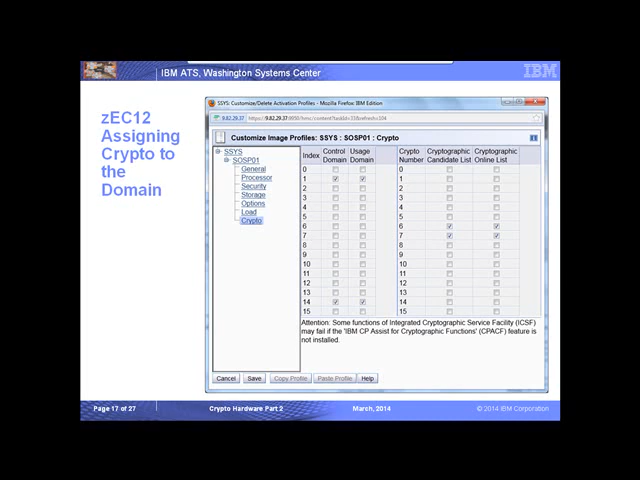 IBM ATS, Washington Systems Center
IBM
zEC12
Assigning
Crypto to
the
Domain
SSYS: Customize/Delete Activation Profiles - Mozilla Firefox: IBM Edition
9.82.29.37
Customize Image Profiles: SSYS : SOSP01 : Crypto
SSYS
SOSP01
General
Processor
Security
Storage
Options
Load
Crypto
Index Control Domain Usage Domain Crypto Number Cryptographic Candidate List Cryptographic Online List
0 0
1 1
2 2
3 3
4 4
5 5
6 6
7 7
8 8
9 9
10 10
11 11
12 12
13 13
14 14
15 15
Attention: Some functions of Integrated Cryptographic Service Facility (ICSF)
may fail if the 'IBM CP Assist for Cryptographic Functions' (CPACF) feature is
not installed.
Cancel Save Copy Profile Paste Profile Help
Page 17 of 27 Crypto Hardware Part 2 March, 2014 © 2014 IBM Corporation